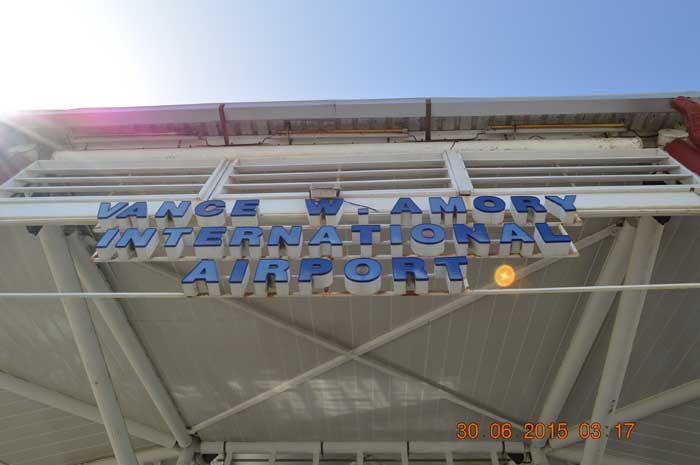 VANCE W. AMORY
INTERNATIONAL
AIRPORT
30.06.2015 03:17